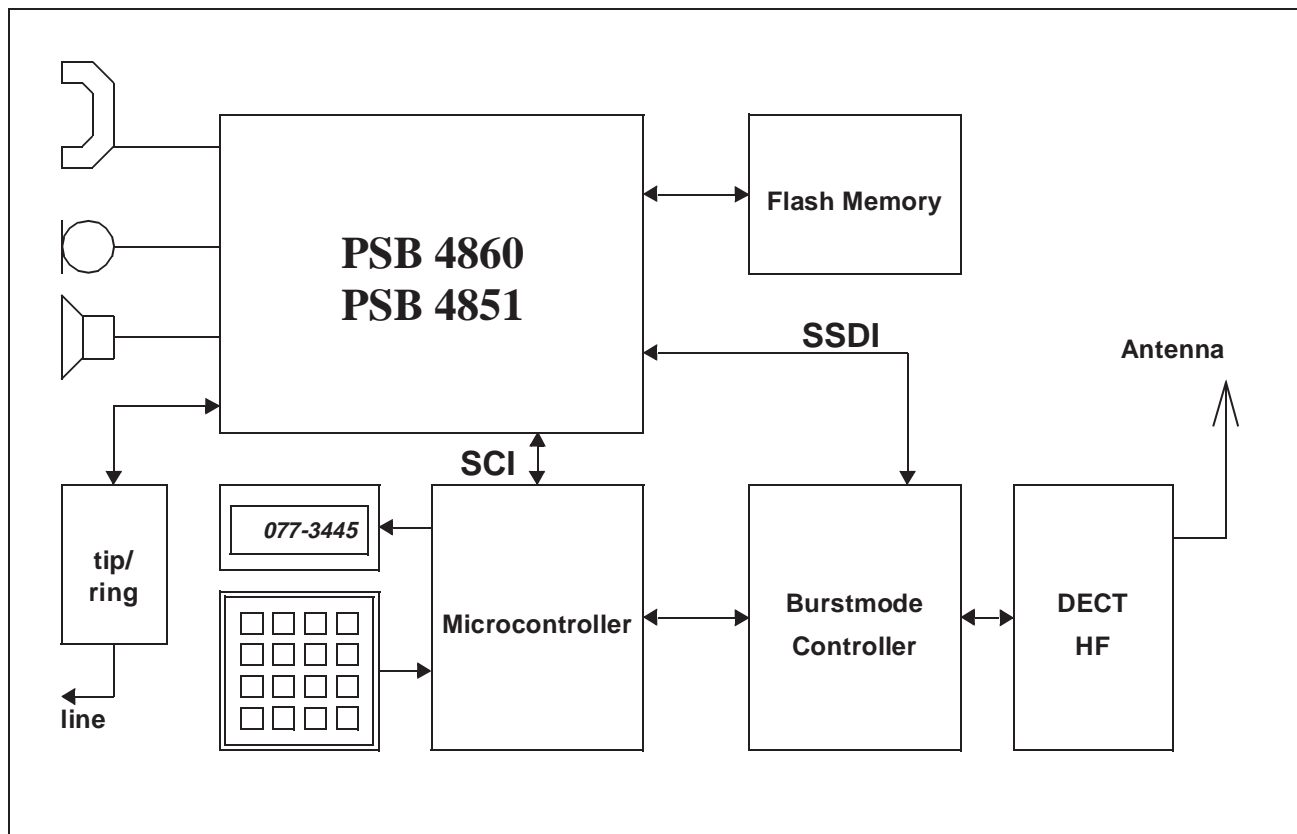 PSB 4860
PSB 4851
Flash Memory
SSDI
Antenna
SCI
077-3445
tip/
ring
Microcontroller
Burstmode
Controller
DECT
HF
line